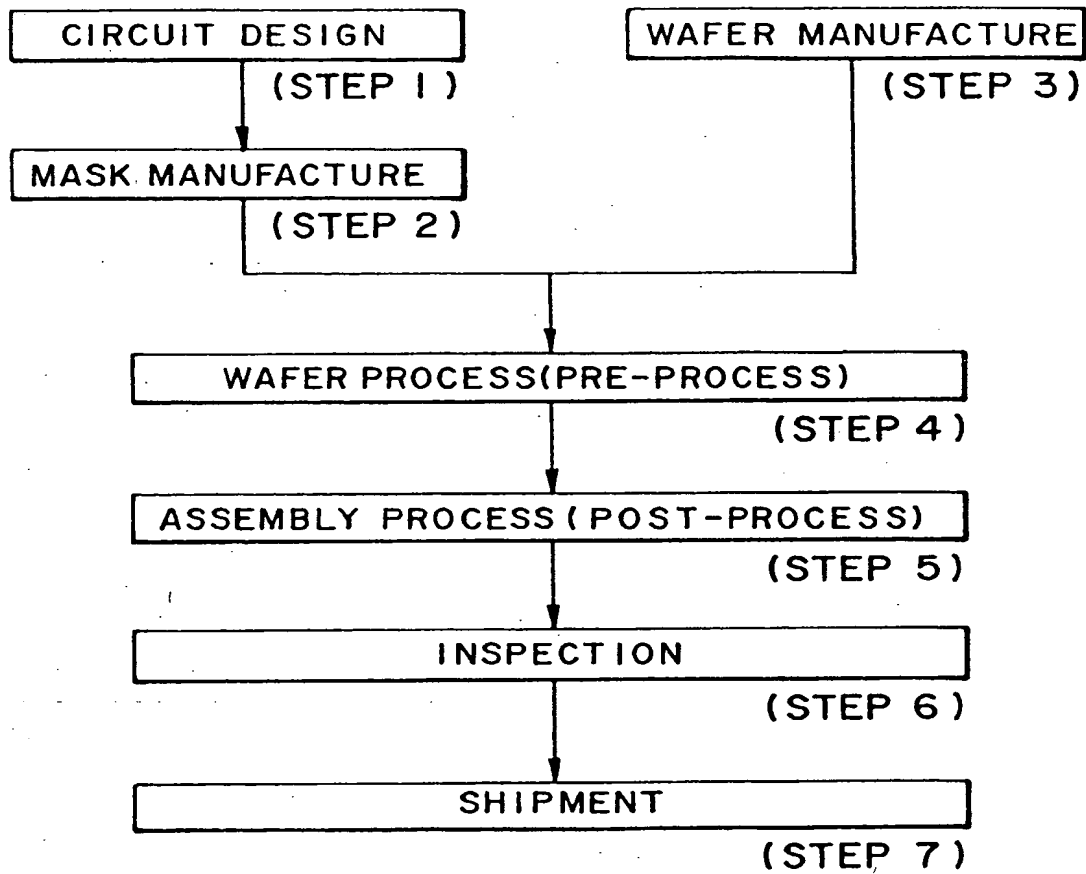 CIRCUIT DESIGN
(STEP 1)
MASK MANUFACTURE
(STEP 2)
WAFER MANUFACTURE
(STEP 3)
WAFER PROCESS(PRE-PROCESS)
(STEP 4)
ASSEMBLY PROCESS(POST-PROCESS)
(STEP 5)
INSPECTION
(STEP 6)
SHIPMENT
(STEP 7)